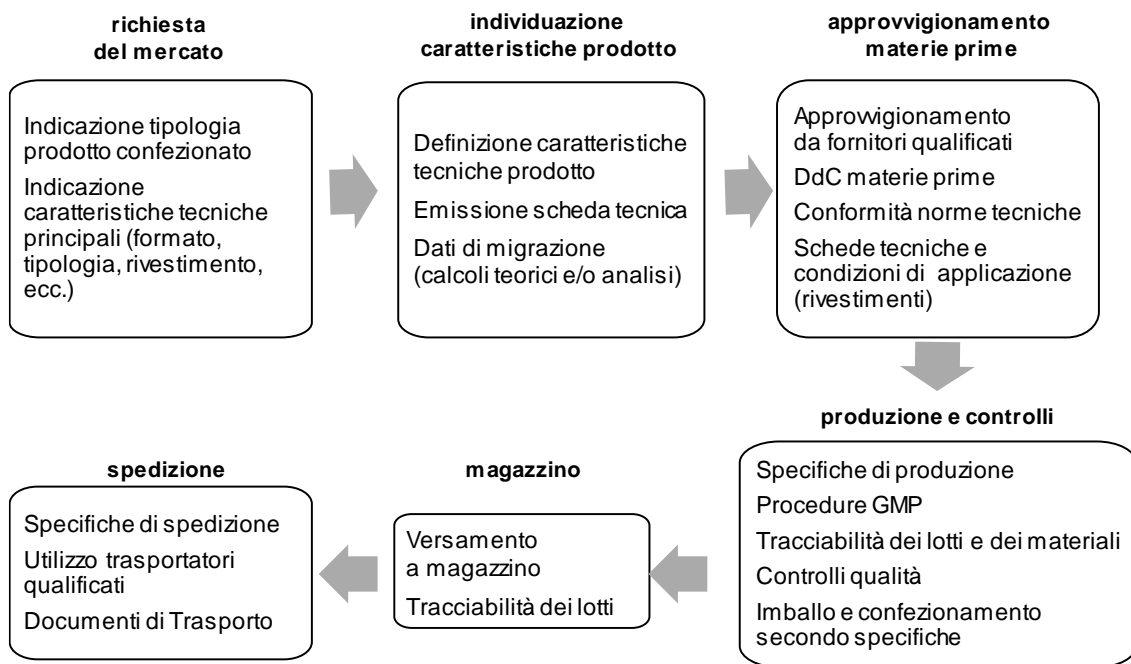 richiesta
del mercato
Indicazione tipologia
prodotto confezionato
Indicazione
caratteristiche tecniche
principali (formato,
tipologia, rivestimento,
ecc.)
individuazione
caratteristiche prodotto
Definizione caratteristiche
tecniche prodotto
Emissione scheda tecnica
Dati di migrazione
(calcoli teorici e/o analisi)
approvvigionamento
materie prime
Approvvigionamento
da fornitori qualificati
DdC materie prime
Conformità norme tecniche
Schede tecniche e
condizioni di applicazione
(rivestimenti)
produzione e controlli
Specifiche di produzione
Procedure GMP
Tracciabilità dei lotti e dei materiali
Controlli qualità
Imballo e confezionamento
secondo specifiche
magazzino
Versamento
a magazzino
Tracciabilità dei lotti
spedizione
Specifiche di spedizione
Utilizzo trasportatori
qualificati
Documenti di Trasporto